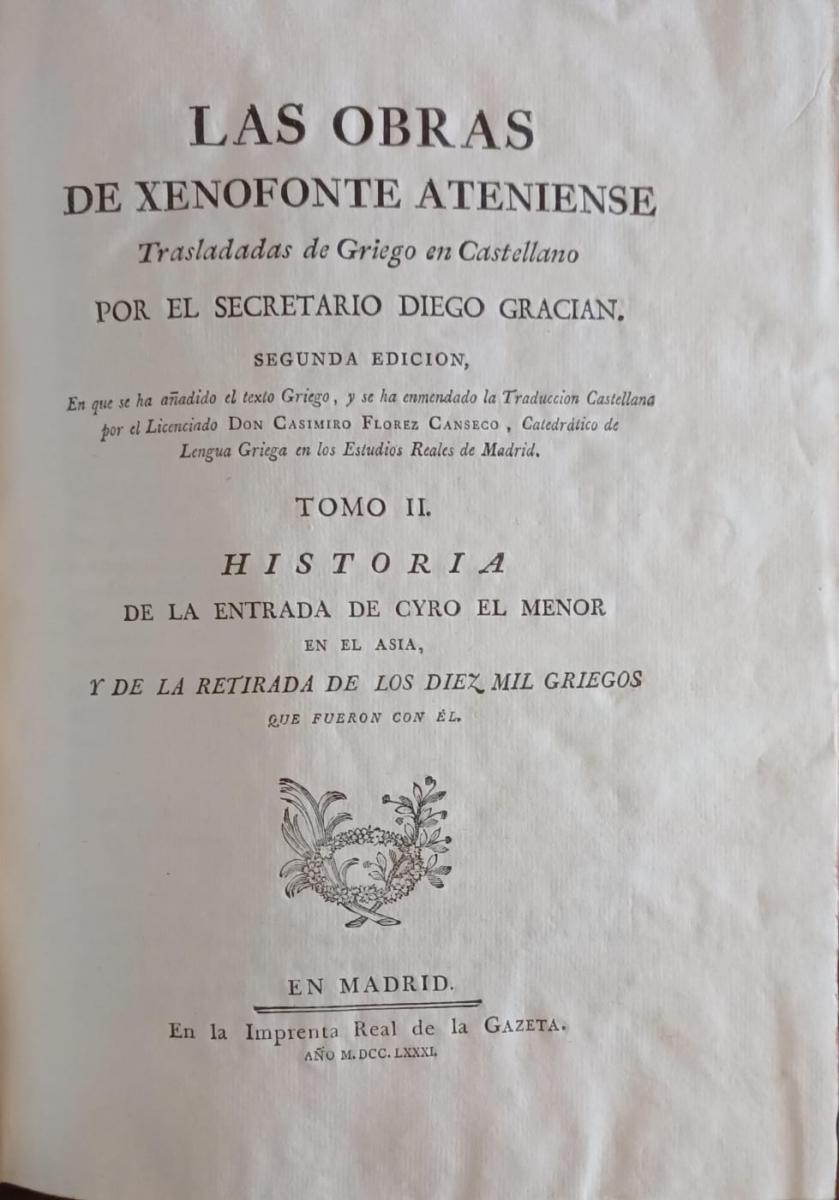 LAS OBRAS
DE XENOFONTE ATENIENSE
Trasladadas de Griego en Castellano
POR EL SECRETARIO DIEGO GRACIAN.
SEGUNDA EDICION,
En que se ha añadido el texto Griego, y se ha enmendado la Traduccion Castellana
por el Licenciado DON CASIMIRO FLOREZ CANSECO, Catedrático de
Lengua Griega en los Estudios Reales de Madrid.
TOMO II.
HISTORIA
DE LA ENTRADA DE CYRO EL MENOR
EN EL ASIA,
Y DE LA RETIRADA DE LOS DIEZ MIL GRIEGOS
QUE FUERON CON ÉL.
EN MADRID.
En la Imprenta Real de la GAZETA.
AÑO M.DCC.LXXXI.